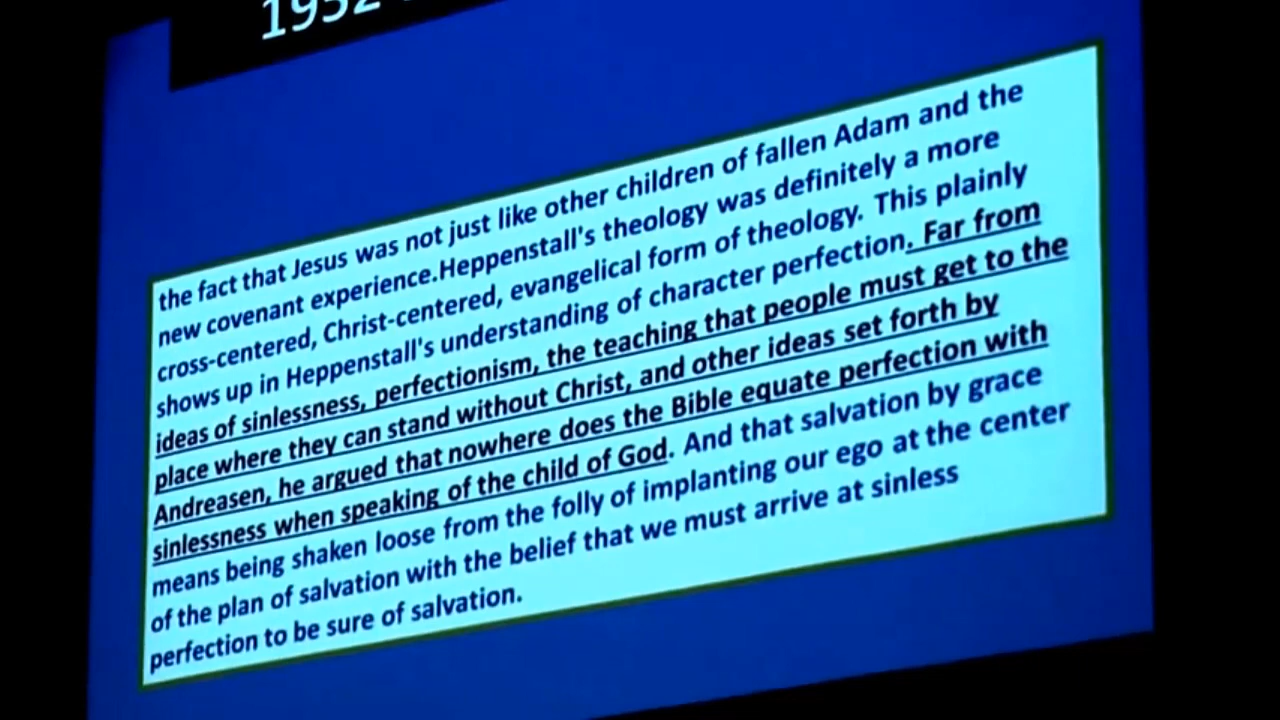 1952
the fact that Jesus was not just like other children of fallen Adam and the
new covenant experience.Heppenstall's theology was definitely a more
cross-centered, Christ-centered, evangelical form of theology. This plainly
shows up in Heppenstall's understanding of character perfection. Far from
ideas of sinlessness, perfectionism, the teaching that people must get to the
place where they can stand without Christ, and other ideas set forth by
Andreasen, he argued that nowhere does the Bible equate perfection with
sinlessness when speaking of the child of God. And that salvation by grace
means being shaken loose from the folly of implanting our ego at the center
of the plan of salvation with the belief that we must arrive at sinless
perfection to be sure of salvation.